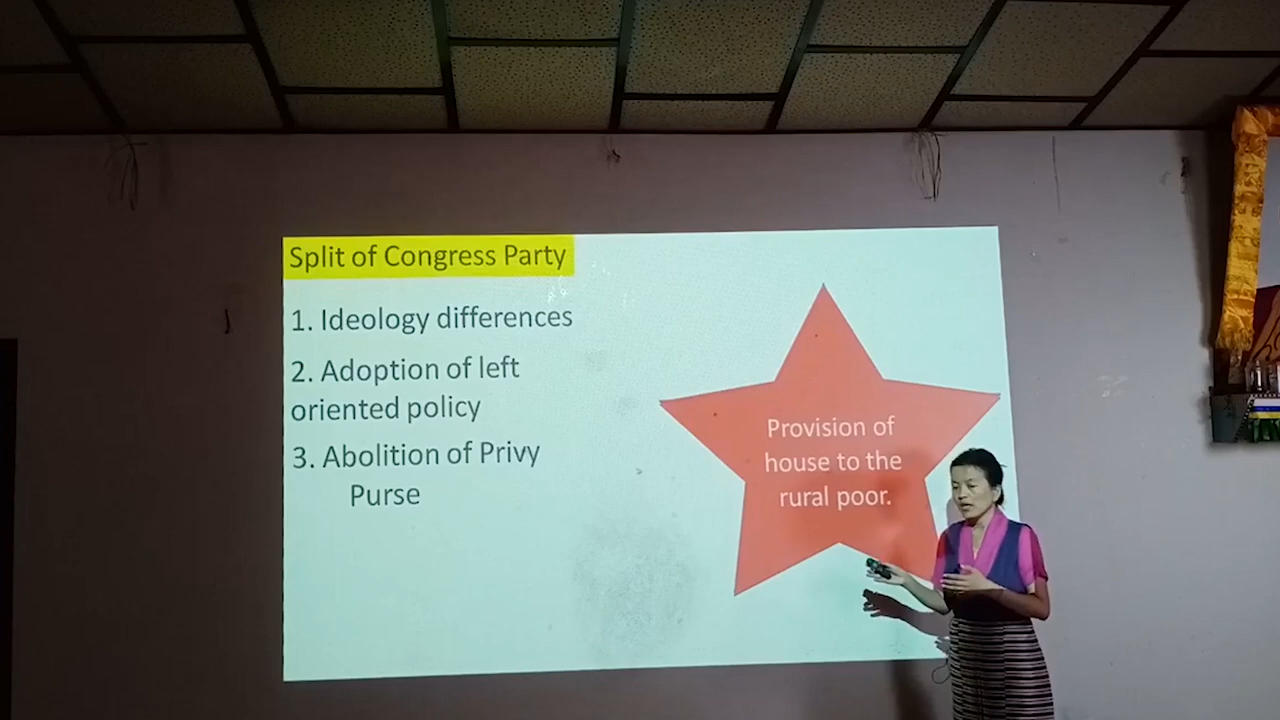 Split of Congress Party
1. Ideology differences
2. Adoption of left
oriented policy
3. Abolition of Privy
Purse
Provision of
house to the
rural poor.